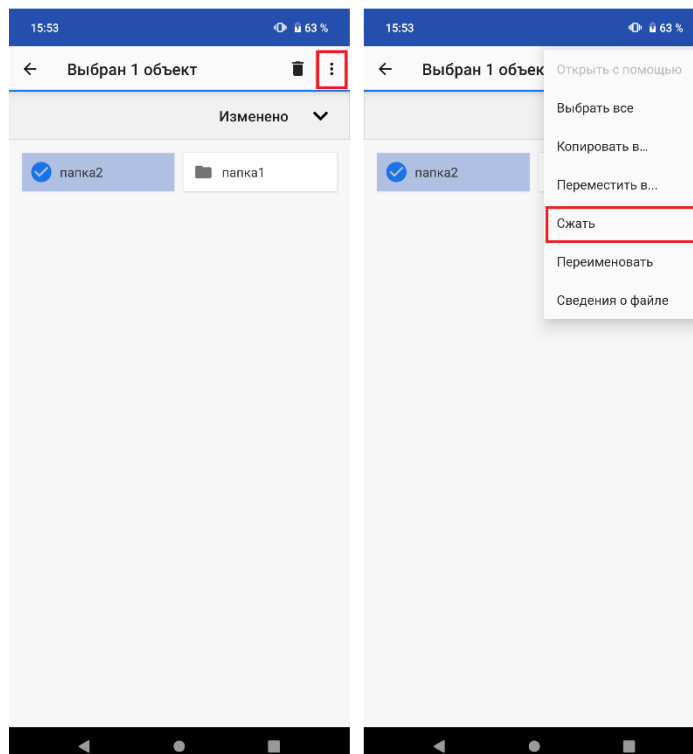 15:53
63 %
Выбран 1 объект
Изменено
папка2
папка1
15:53
63 %
Выбран 1 объек
Открыть с помощью
Выбрать все
Копировать в...
Переместить в...
Сжать
Переименовать
Сведения о файле
папка2